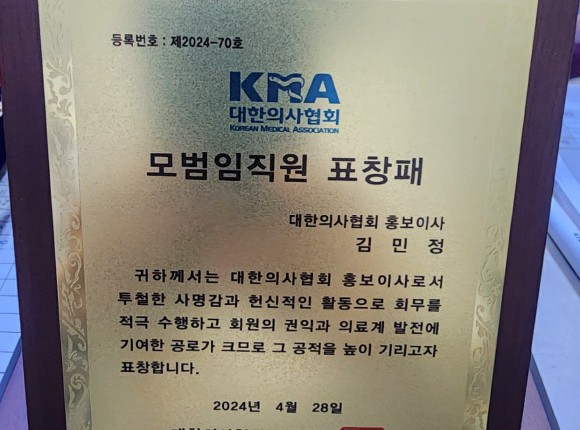 등록번호 : 제2024-70호
KMA
대한의사협회
KOREAN MEDICAL ASSOCIATION
모범임직원 표창패
대한의사협회 홍보이사
김 민 정
귀하께서는 대한의사협회 홍보이사로서
투철한 사명감과 헌신적인 활동으로 회무를
적극 수행하고 회원의 권익과 의료계 발전에
기여한 공로가 크므로 그 공적을 높이 기리고자
표창합니다.
2024년 4월 28일